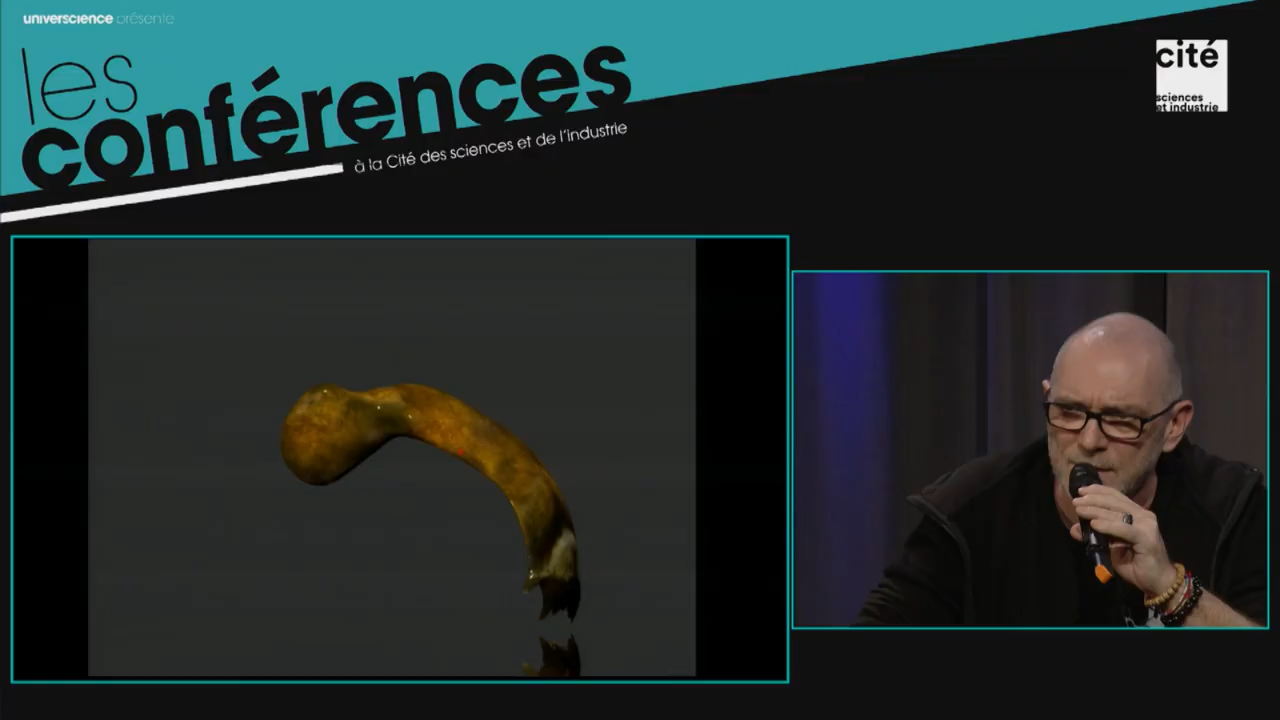 universcience présente
les
conférences
à la Cité des sciences et de l'industrie
cité
sciences
et industrie